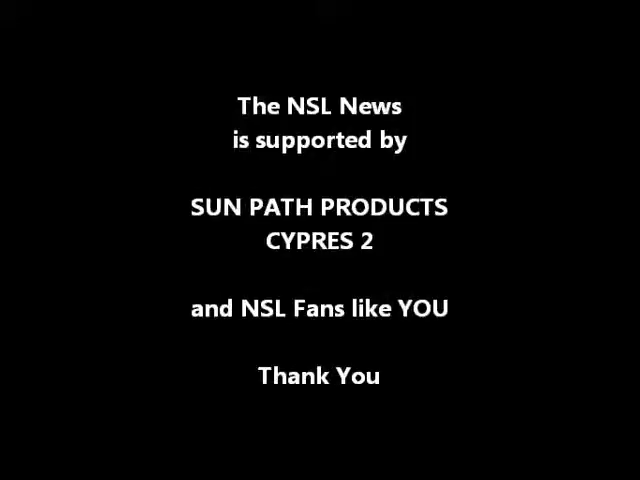 The NSL News
is supported by
SUN PATH PRODUCTS
CYPRES 2
and NSL Fans like YOU
Thank You